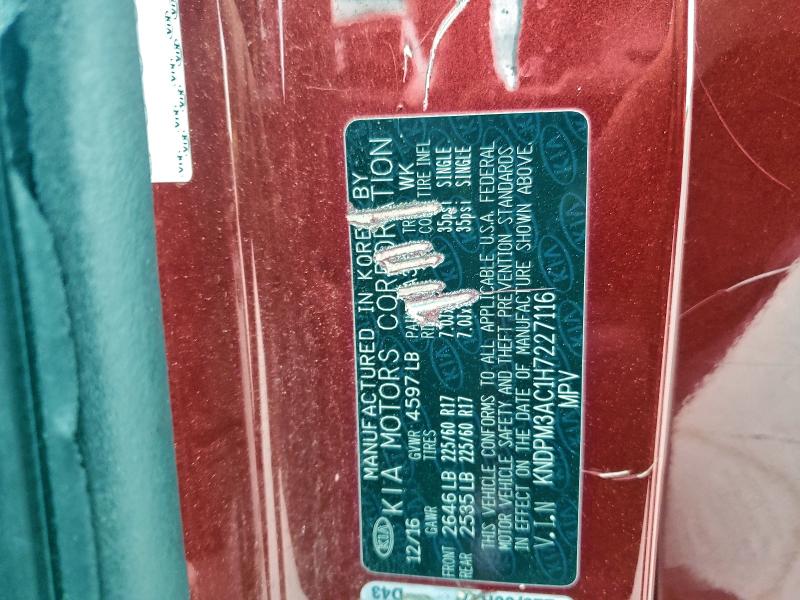 KIA
MANUFACTURED IN KOREA BY
KIA MOTORS CORPORATION
12/16 GVWR 4597 LB WK
GAWR TIRES TIRE INFL
FRONT 2646 LB 225/60 R17 35psi SINGLE
REAR 2535 LB 225/60 R17 35psi SINGLE
THIS VEHICLE CONFORMS TO ALL APPLICABLE U.S.A. FEDERAL
MOTOR VEHICLE SAFETY AND THEFT PREVENTION STANDARDS
IN EFFECT ON THE DATE OF MANUFACTURE SHOWN ABOVE.
V.I.N KNDPM3AC1H7227116
MPV
D43